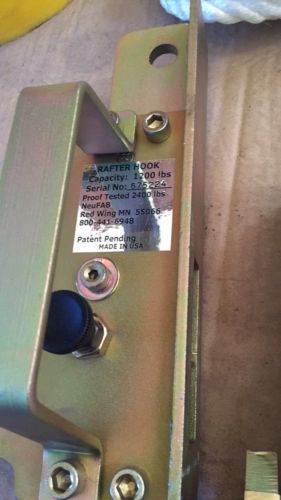 RAFTER HOOK
Capacity: 1200 lbs
Serial No: 675224
Proof Tested 2400 lbs
NeuFAB
Red Wing MN 55066
800-441-6948
Patent Pending
MADE IN USA